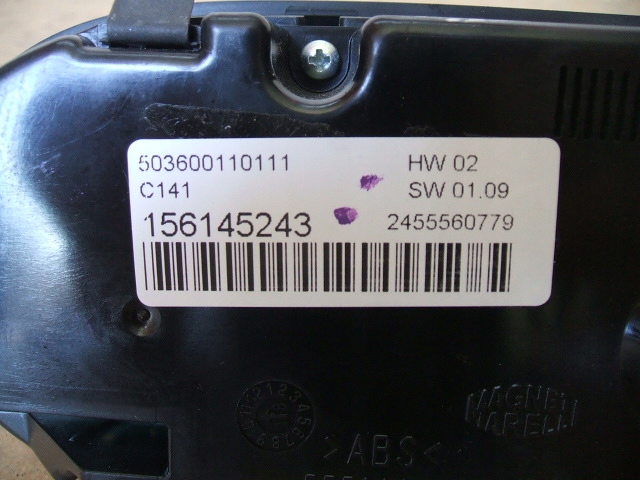 503600110111 HW 02
C141 SW 01.09
156145243 2455560779
MAGNETI
MARELLI
>ABS<